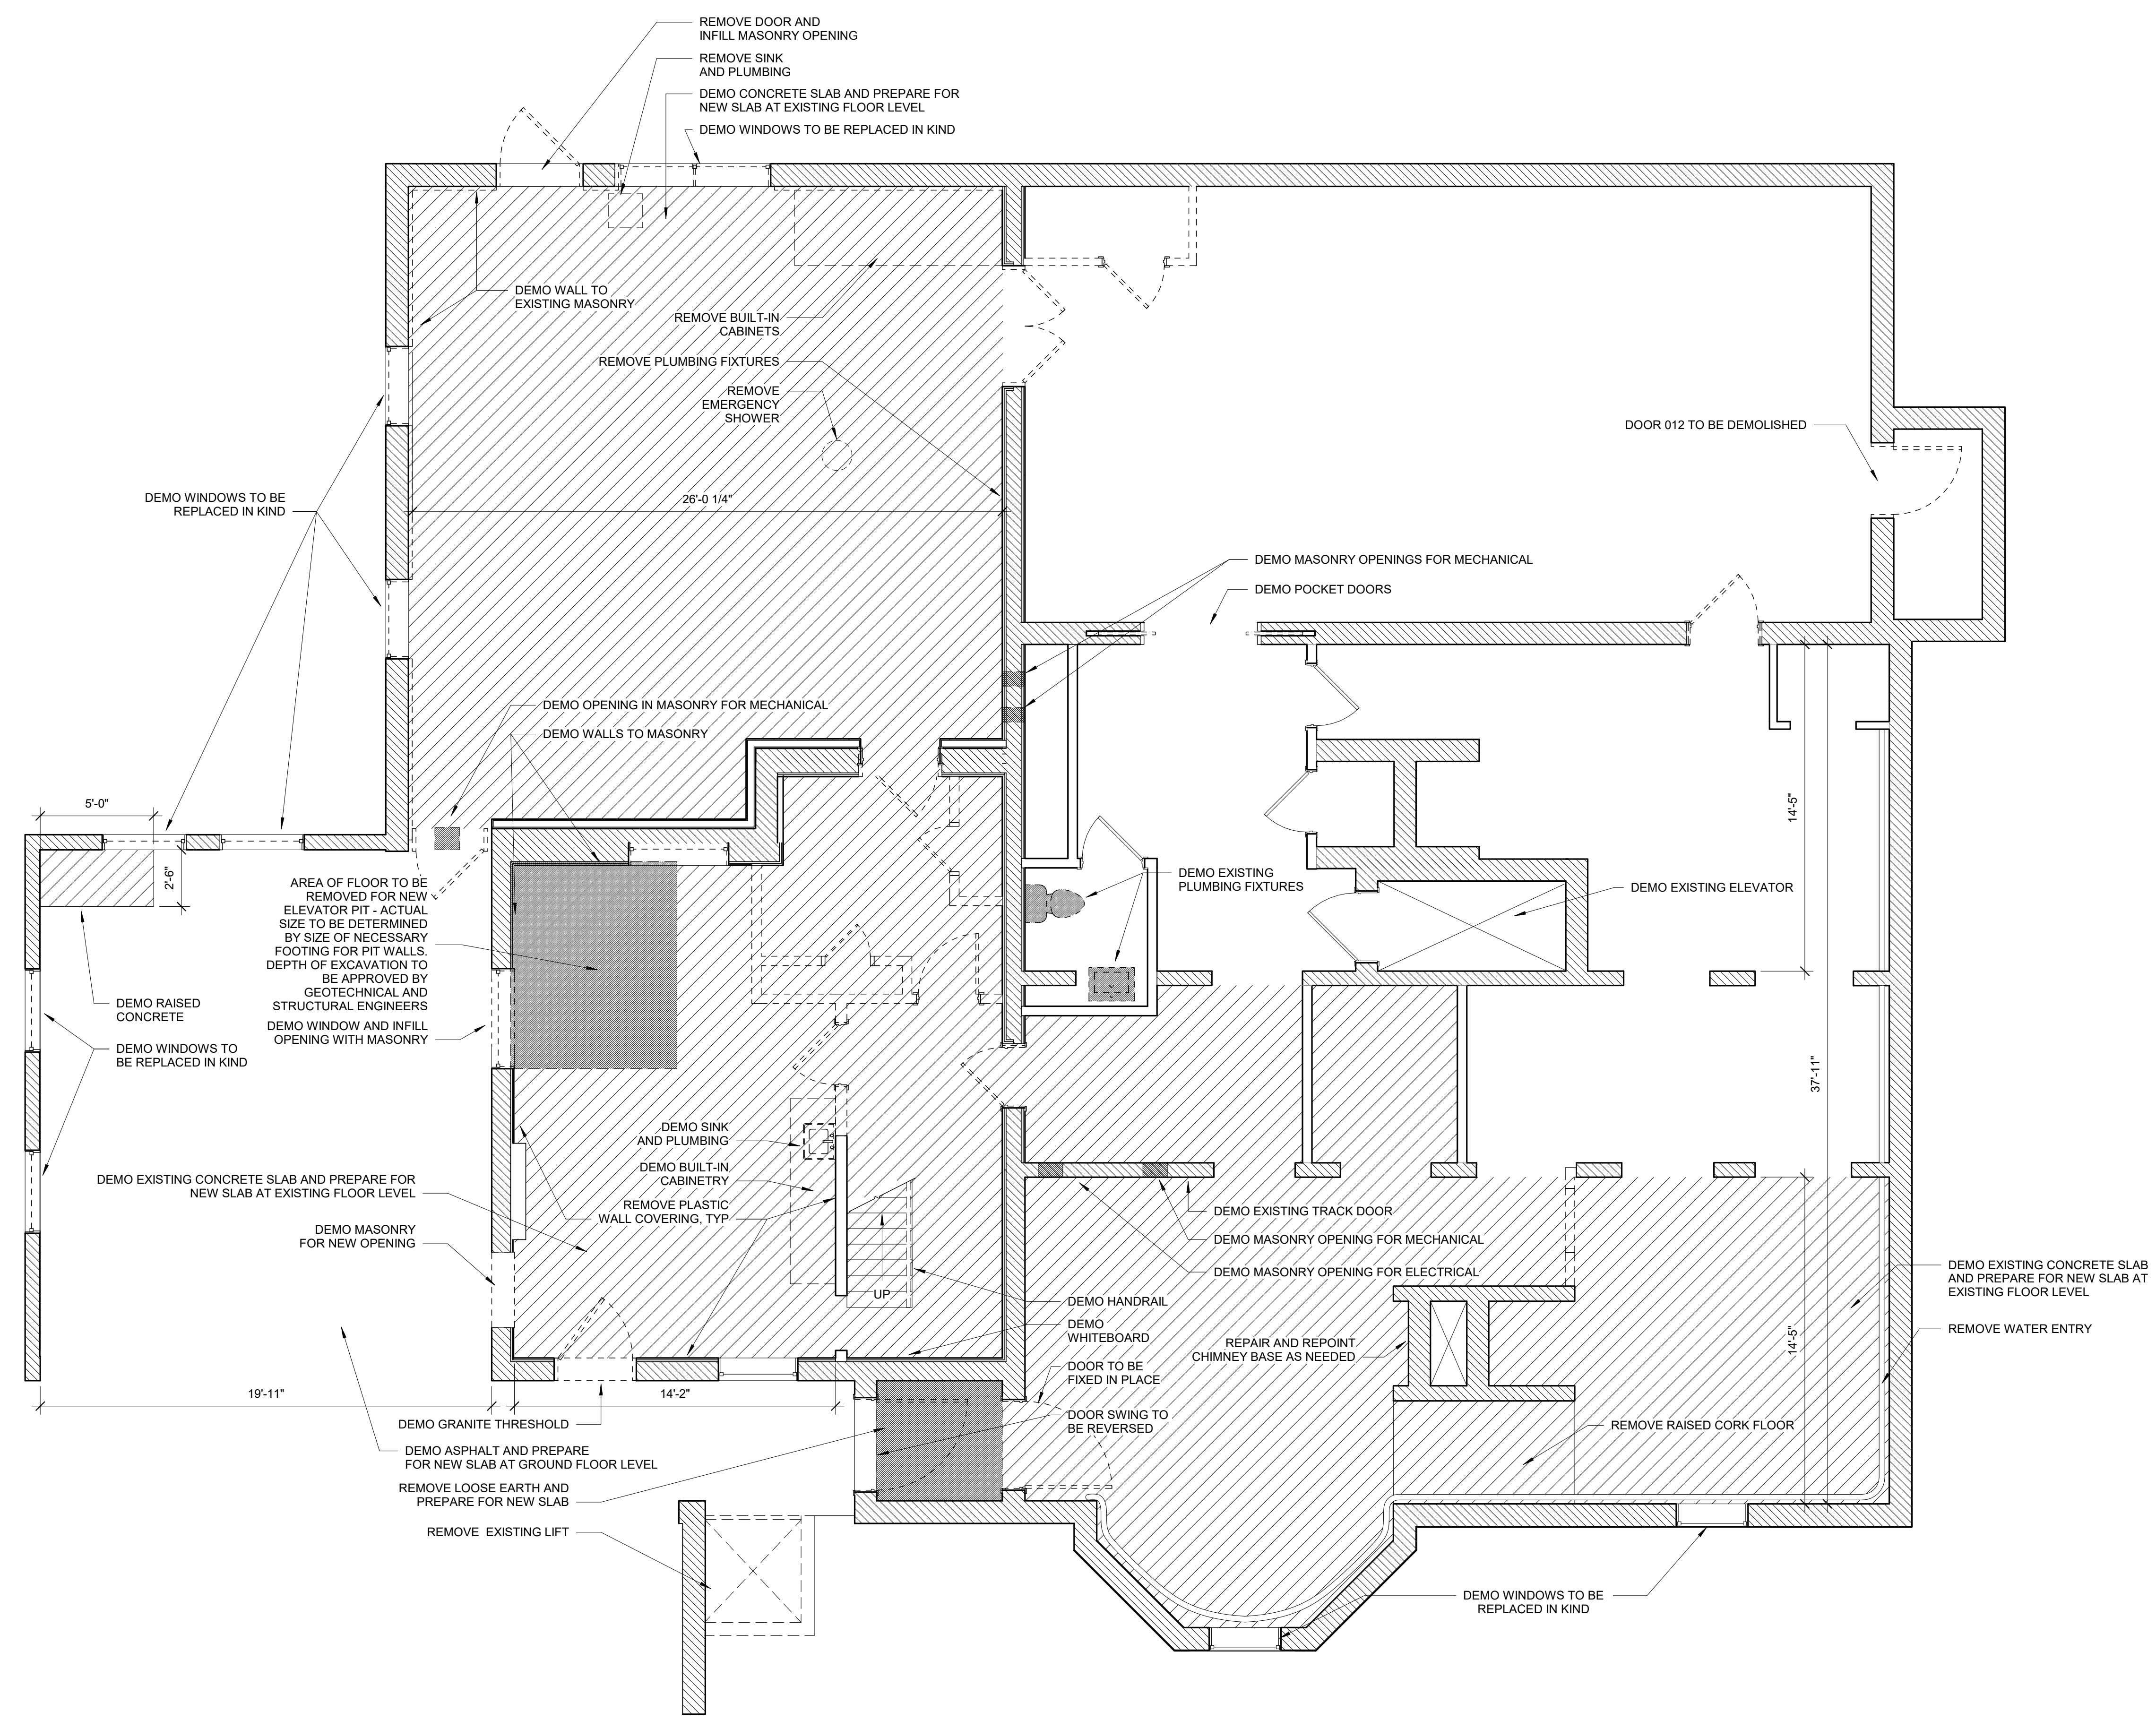 REMOVE DOOR AND
INFILL MASONRY OPENING
REMOVE SINK
AND PLUMBING
DEMO CONCRETE SLAB AND PREPARE FOR
NEW SLAB AT EXISTING FLOOR LEVEL
DEMO WINDOWS TO BE REPLACED IN KIND
DEMO WALL TO
EXISTING MASONRY
REMOVE BUILT-IN
CABINETS
REMOVE PLUMBING FIXTURES
REMOVE
EMERGENCY
SHOWER
DOOR 012 TO BE DEMOLISHED
DEMO WINDOWS TO BE
REPLACED IN KIND
26'-0 1/4"
DEMO MASONRY OPENINGS FOR MECHANICAL
DEMO POCKET DOORS
DEMO OPENING IN MASONRY FOR MECHANICAL
DEMO WALLS TO MASONRY
5'-0"
2'-6"
14'-5"
AREA OF FLOOR TO BE
REMOVED FOR NEW
ELEVATOR PIT - ACTUAL
SIZE TO BE DETERMINED
BY SIZE OF NECESSARY
FOOTING FOR PIT WALLS.
DEPTH OF EXCAVATION TO
BE APPROVED BY
GEOTECHNICAL AND
STRUCTURAL ENGINEERS
DEMO EXISTING
PLUMBING FIXTURES
DEMO EXISTING ELEVATOR
DEMO RAISED
CONCRETE
DEMO WINDOW AND INFILL
OPENING WITH MASONRY
DEMO WINDOWS TO
BE REPLACED IN KIND
37'-11"
DEMO SINK
AND PLUMBING
DEMO BUILT-IN
CABINETRY
DEMO EXISTING CONCRETE SLAB AND PREPARE FOR
NEW SLAB AT EXISTING FLOOR LEVEL
REMOVE PLASTIC
WALL COVERING, TYP
DEMO MASONRY
FOR NEW OPENING
DEMO EXISTING TRACK DOOR
DEMO MASONRY OPENING FOR MECHANICAL
DEMO MASONRY OPENING FOR ELECTRICAL
UP
DEMO HANDRAIL
DEMO
WHITEBOARD
DEMO EXISTING CONCRETE SLAB
AND PREPARE FOR NEW SLAB AT
EXISTING FLOOR LEVEL
REMOVE WATER ENTRY
REPAIR AND REPOINT
CHIMNEY BASE AS NEEDED
14'-5"
DOOR TO BE
FIXED IN PLACE
19'-11"
14'-2"
DEMO GRANITE THRESHOLD
DOOR SWING TO
BE REVERSED
REMOVE RAISED CORK FLOOR
DEMO ASPHALT AND PREPARE
FOR NEW SLAB AT GROUND FLOOR LEVEL
REMOVE LOOSE EARTH AND
PREPARE FOR NEW SLAB
REMOVE EXISTING LIFT
DEMO WINDOWS TO BE
REPLACED IN KIND